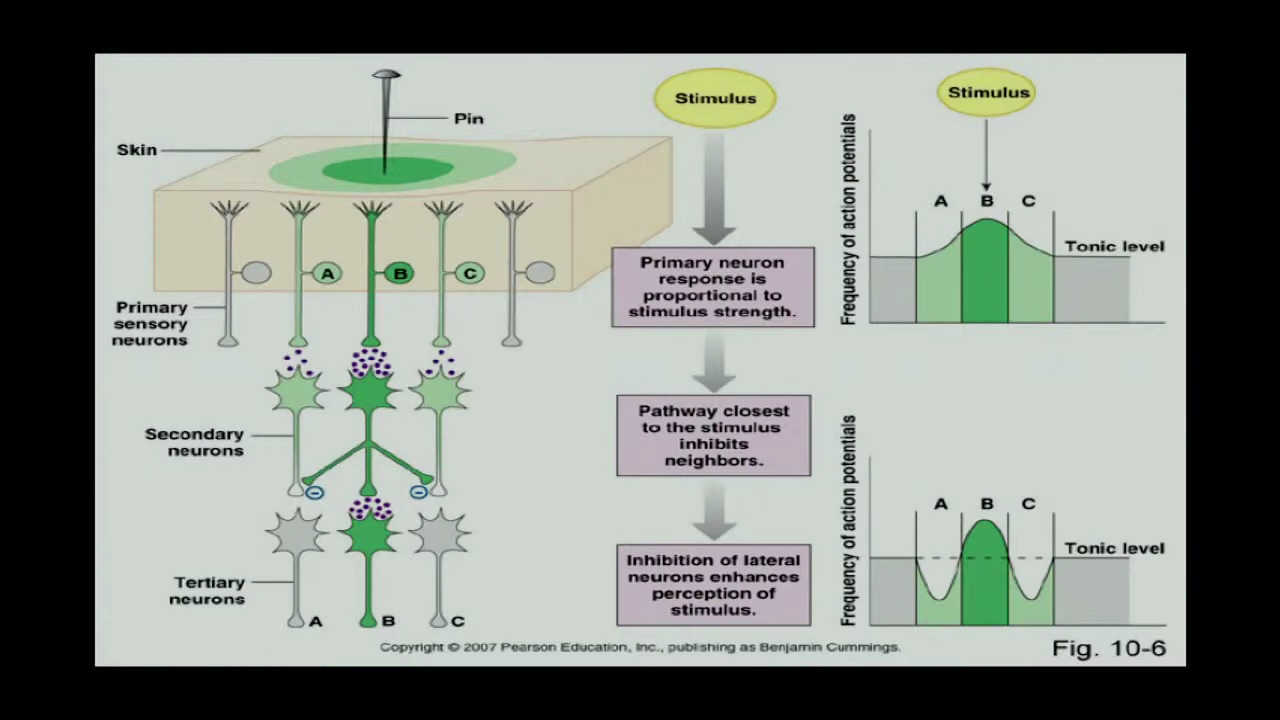 Pin
Skin
A
B
C
Primary
sensory
neurons
Secondary
neurons
Tertiary
neurons
A
B
C
Stimulus
Primary neuron
response is
proportional to
stimulus strength.
Pathway closest
to the stimulus
inhibits
neighbors.
Inhibition of lateral
neurons enhances
perception of
stimulus.
Stimulus
Frequency of action potentials
A
B
C
Tonic level
Frequency of action potentials
A
B
C
Tonic level
Copyright © 2007 Pearson Education, Inc., publishing as Benjamin Cummings.
Fig. 10-6